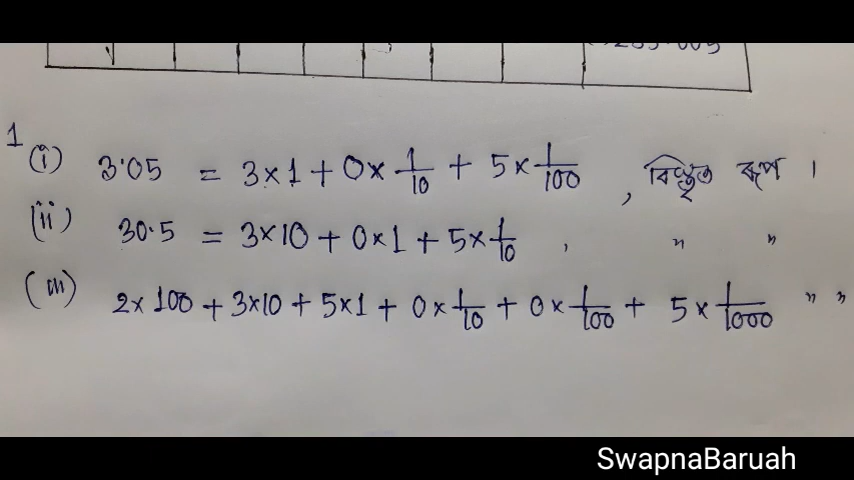 1
(i) 3.05 = 3×1 + 0× 1/10 + 5× 1/100 , বিস্তৃত ৰূপ ।
(ii) 30.5 = 3×10 + 0×1 + 5× 1/10 , " "
(iii) 2×100 + 3×10 + 5×1 + 0× 1/10 + 0× 1/100 + 5× 1/1000 " "
SwapnaBaruah